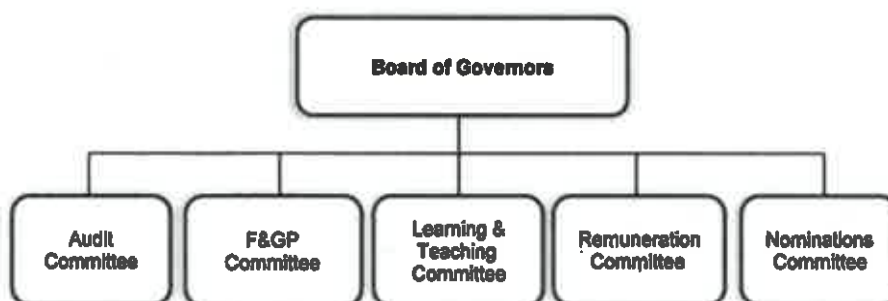 Board of Governors
Audit
Committee
F&GP
Committee
Learning &
Teaching
Committee
Remuneration
Committee
Nominations
Committee